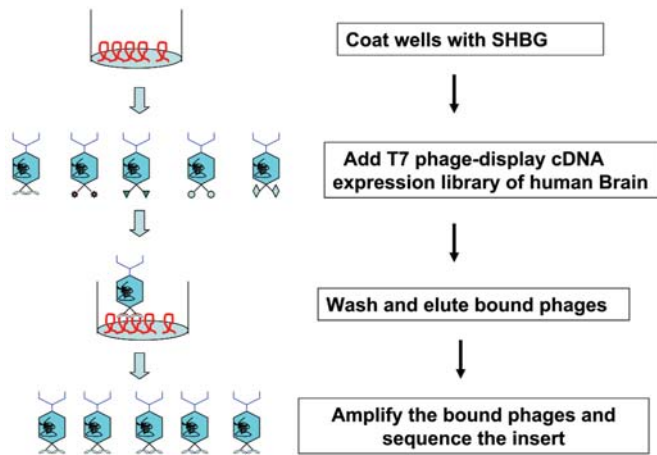 Coat wells with SHBG
Add T7 phage-display cDNA
expression library of human Brain
Wash and elute bound phages
Amplify the bound phages and
sequence the insert